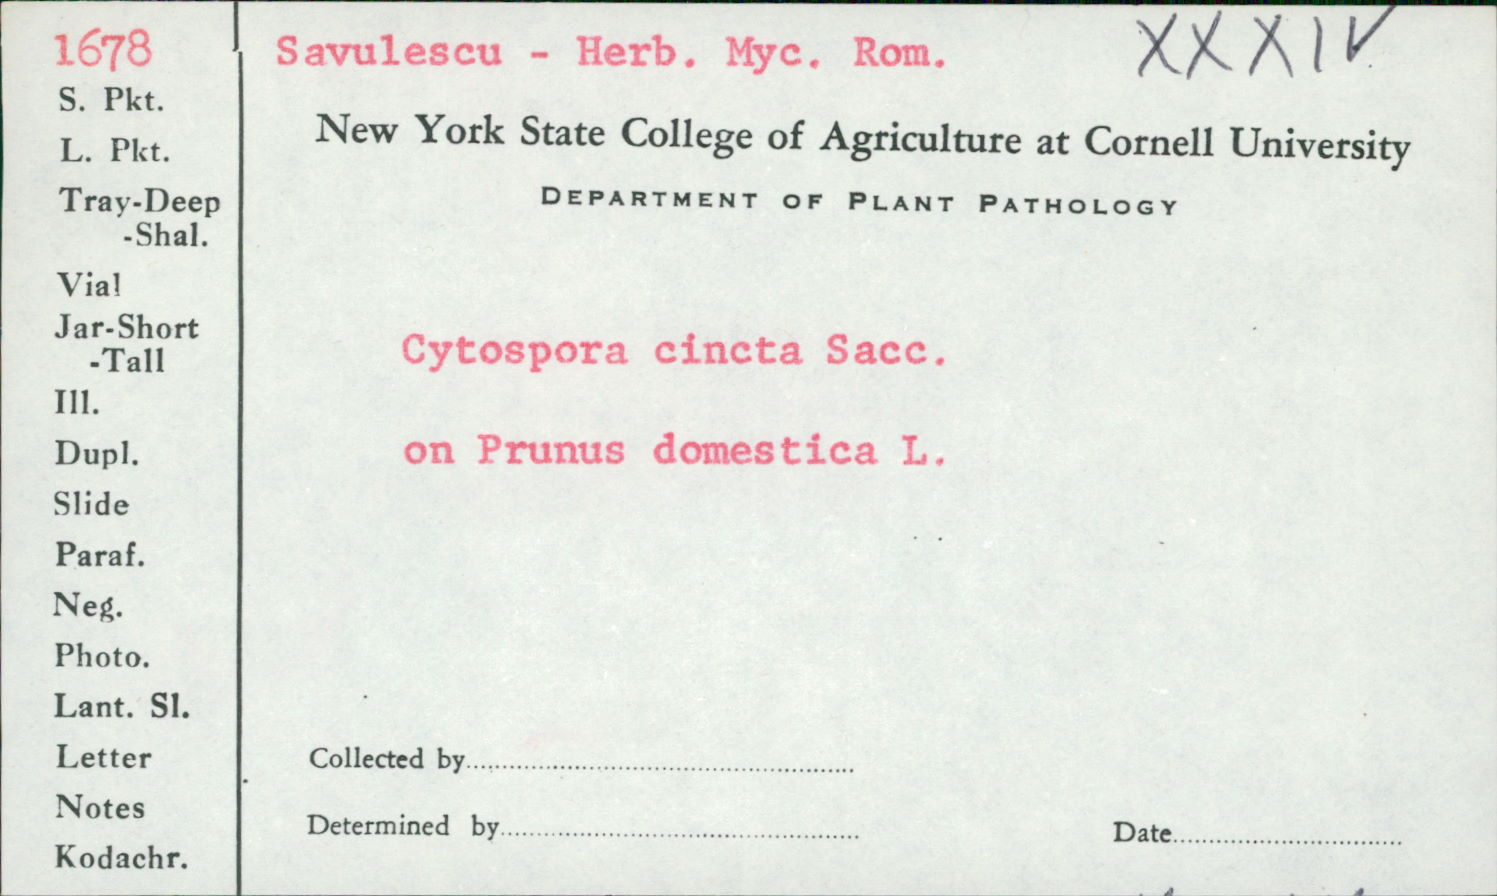 1678
S. Pkt.
L. Pkt.
Tray-Deep
-Shal.
Vial
Jar-Short
-Tall
Ill.
Dupl.
Slide
Paraf.
Neg.
Photo.
Lant. Sl.
Letter
Notes
Kodachr.
Savulescu - Herb. Myc. Rom. XXXIV
New York State College of Agriculture at Cornell University
DEPARTMENT OF PLANT PATHOLOGY
Cytospora cincta Sacc.
on Prunus domestica L.
Collected by
Determined by
Date